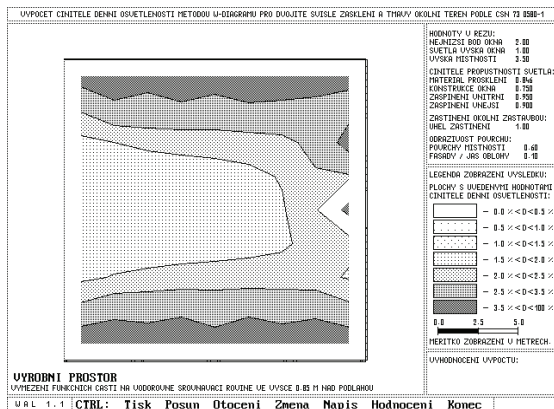 VYPOCET CINITELE DENNI OSVETLENOSTI METODOU W-DIAGRAMU PRO DVOJITE SVISLE ZASKLENI A TMAVY OKOLNI TEREN PODLE CSN 73 0580-1
HODNOTY V REZU:
NEJNIZSI BOD OKNA 2.00
SVETLA VYSKA OKNA 1.00
VYSKA MISTNOSTI 3.50
CINITELE PROPUSTNOSTI SVETLA:
MATERIAL PROSKLENI 0.846
KONSTRUKCE OKNA 0.750
ZASPINENI VNITRNI 0.950
ZASPINENI VNEJSI 0.900
ZASTINENI OKOLNI ZASTAVBOU:
UHEL ZASTINENI 1.00
ODRAZIVOST POVRCHU:
POVRCHY MISTNOSTI 0.60
FASADY / JAS OBLOHY 0.10
LEGENDA ZOBRAZENI VYSLEDKU:
PLOCHY S UVEDENYMI HODNOTAMI
CINITELE DENNI OSVETLENOSTI:
- 0.0 %<D<0.5 %
- 0.5 %<D<1.0 %
- 1.0 %<D<1.5 %
- 1.5 %<D<2.0 %
- 2.0 %<D<2.5 %
- 2.5 %<D<3.5 %
- 3.5 %<D<100 %
0.0 2.5 5.0
MERITKO ZOBRAZENI V METRECH.
VYHODNOCENI VYPOCTU:
VYROBNI PROSTOR
VYMEZENI FUNKCNICH CASTI NA VODOROVNE SROVNAVACI ROVINE VE VYSCE 0.85 M NAD PODLAHOU
WAL 1.1 CTRL: Tisk Posun Otoceni Zmena Napis Hodnoceni Konec